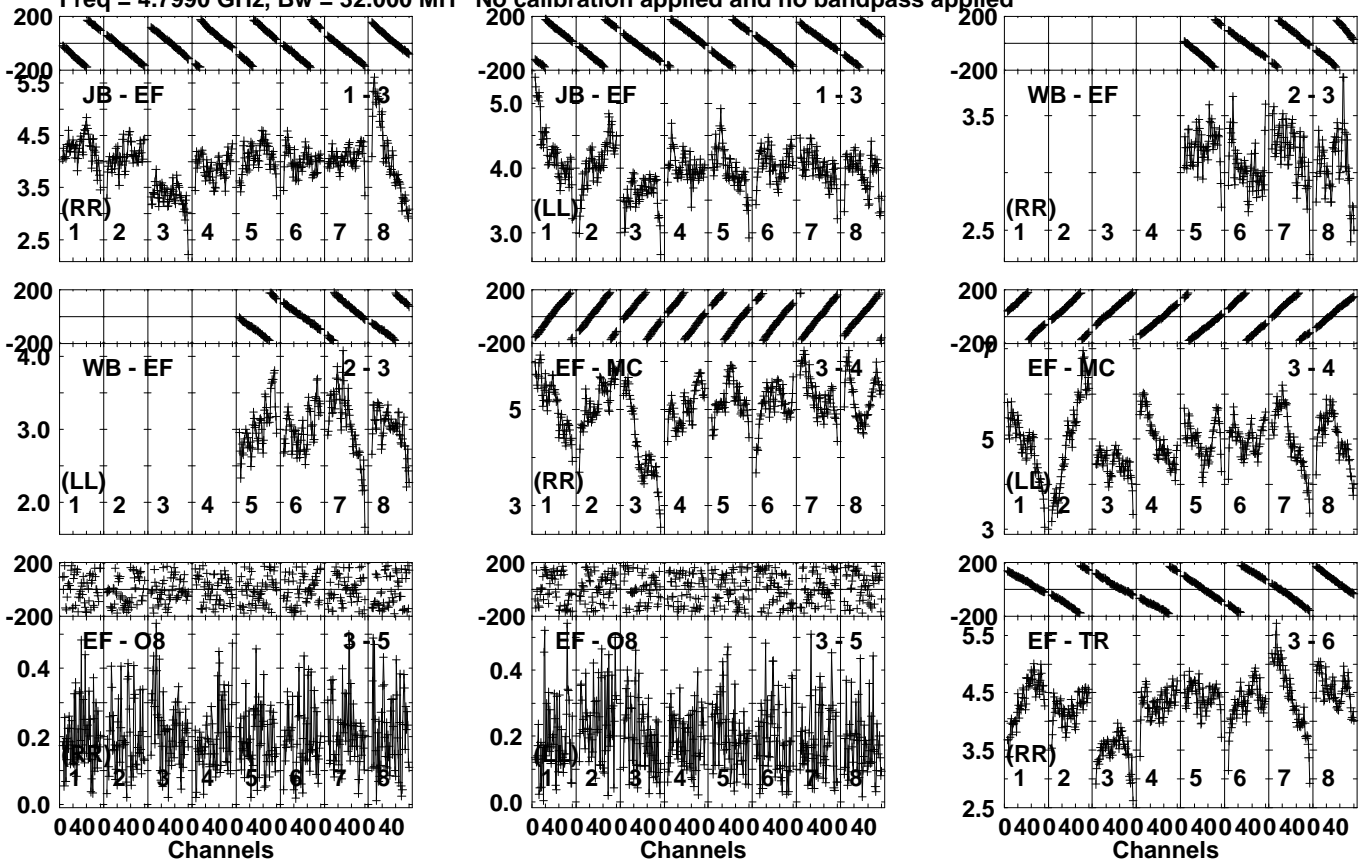 Freq = 4.7990 GHz, Bw = 32.000 MH No calibration applied and no bandpass applied
200
-200
5.5
4.5
3.5
2.5
JB - EF 1 - 3
(RR)
1 2 3 4 5 6 7 8
200
-200
5.0
4.0
3.0
JB - EF 1 - 3
(LL)
1 2 3 4 5 6 7 8
200
-200
3.5
2.5
WB - EF 2 - 3
(RR)
1 2 3 4 5 6 7 8
200
-200
4.0
3.0
2.0
WB - EF 2 - 3
(LL)
1 2 3 4 5 6 7 8
200
-200
5
3
EF - MC 3 - 4
(RR)
1 2 3 4 5 6 7 8
200
-200
7
5
3
EF - MC 3 - 4
(LL)
1 2 3 4 5 6 7 8
200
-200
0.4
0.2
0.0
EF - O8 3 - 5
(RR)
1 2 3 4 5 6 7 8
0 40 0 40 0 40 0 40 0 40 0 40 0 40 0 40
Channels
200
-200
0.4
0.2
0.0
EF - O8 3 - 5
(LL)
1 2 3 4 5 6 7 8
0 40 0 40 0 40 0 40 0 40 0 40 0 40 0 40
Channels
200
-200
5.5
4.5
3.5
2.5
EF - TR 3 - 6
(RR)
1 2 3 4 5 6 7 8
0 40 0 40 0 40 0 40 0 40 0 40 0 40 0 40
Channels